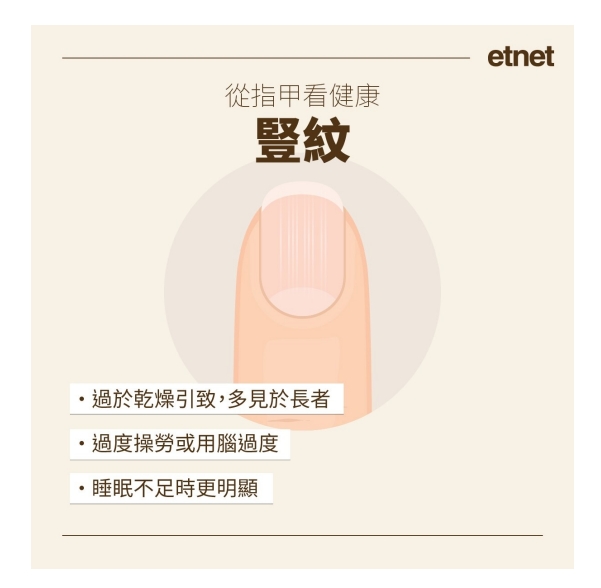 etnet
從指甲看健康
豎紋
・過於乾燥引致，多見於長者
・過度操勞或用腦過度
・睡眠不足時更明顯